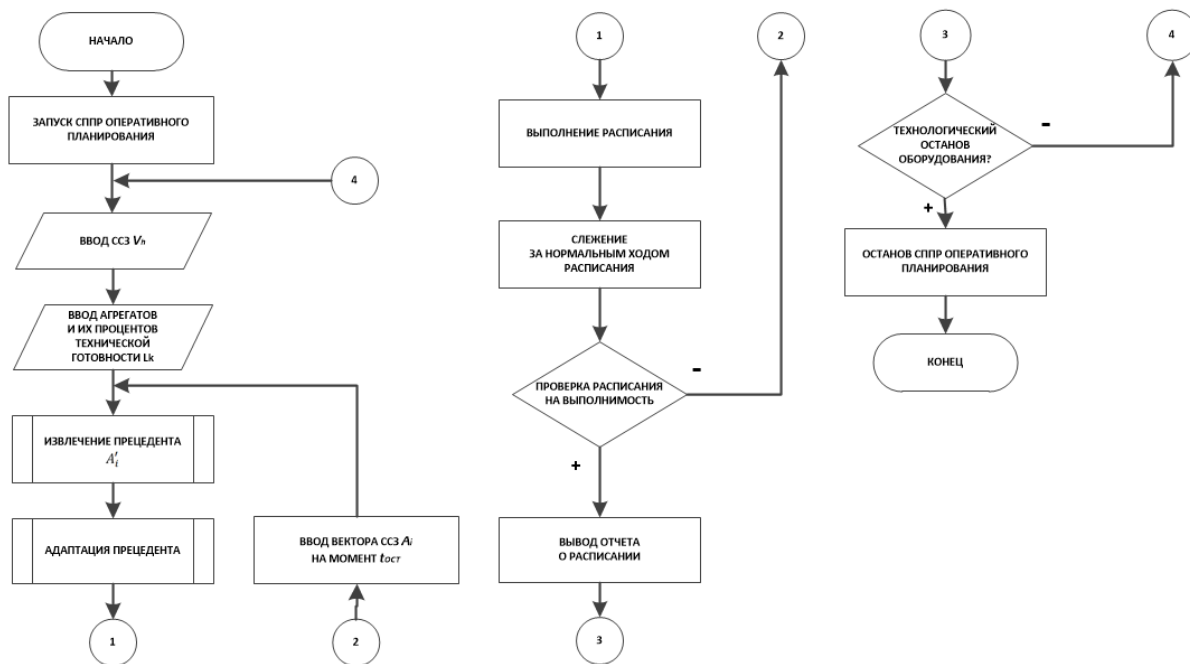 НАЧАЛО
ЗАПУСК СППР ОПЕРАТИВНОГО
ПЛАНИРОВАНИЯ
4
ВВОД ССЗ Vn
ВВОД АГРЕГАТОВ
И ИХ ПРОЦЕНТОВ
ТЕХНИЧЕСКОЙ
ГОТОВНОСТИ Lk
ИЗВЛЕЧЕНИЕ ПРЕЦЕДЕНТА
A'i
АДАПТАЦИЯ ПРЕЦЕДЕНТА
1
ВВОД ВЕКТОРА ССЗ Ai
НА МОМЕНТ tОСТ
2
1
ВЫПОЛНЕНИЕ РАСПИСАНИЯ
СЛЕЖЕНИЕ
ЗА НОРМАЛЬНЫМ ХОДОМ
РАСПИСАНИЯ
ПРОВЕРКА РАСПИСАНИЯ
НА ВЫПОЛНИМОСТЬ
-
2
+
ВЫВОД ОТЧЕТА
О РАСПИСАНИИ
3
3
ТЕХНОЛОГИЧЕСКИЙ
ОСТАНОВ
ОБОРУДОВАНИЯ?
-
4
+
ОСТАНОВ СППР ОПЕРАТИВНОГО
ПЛАНИРОВАНИЯ
КОНЕЦ